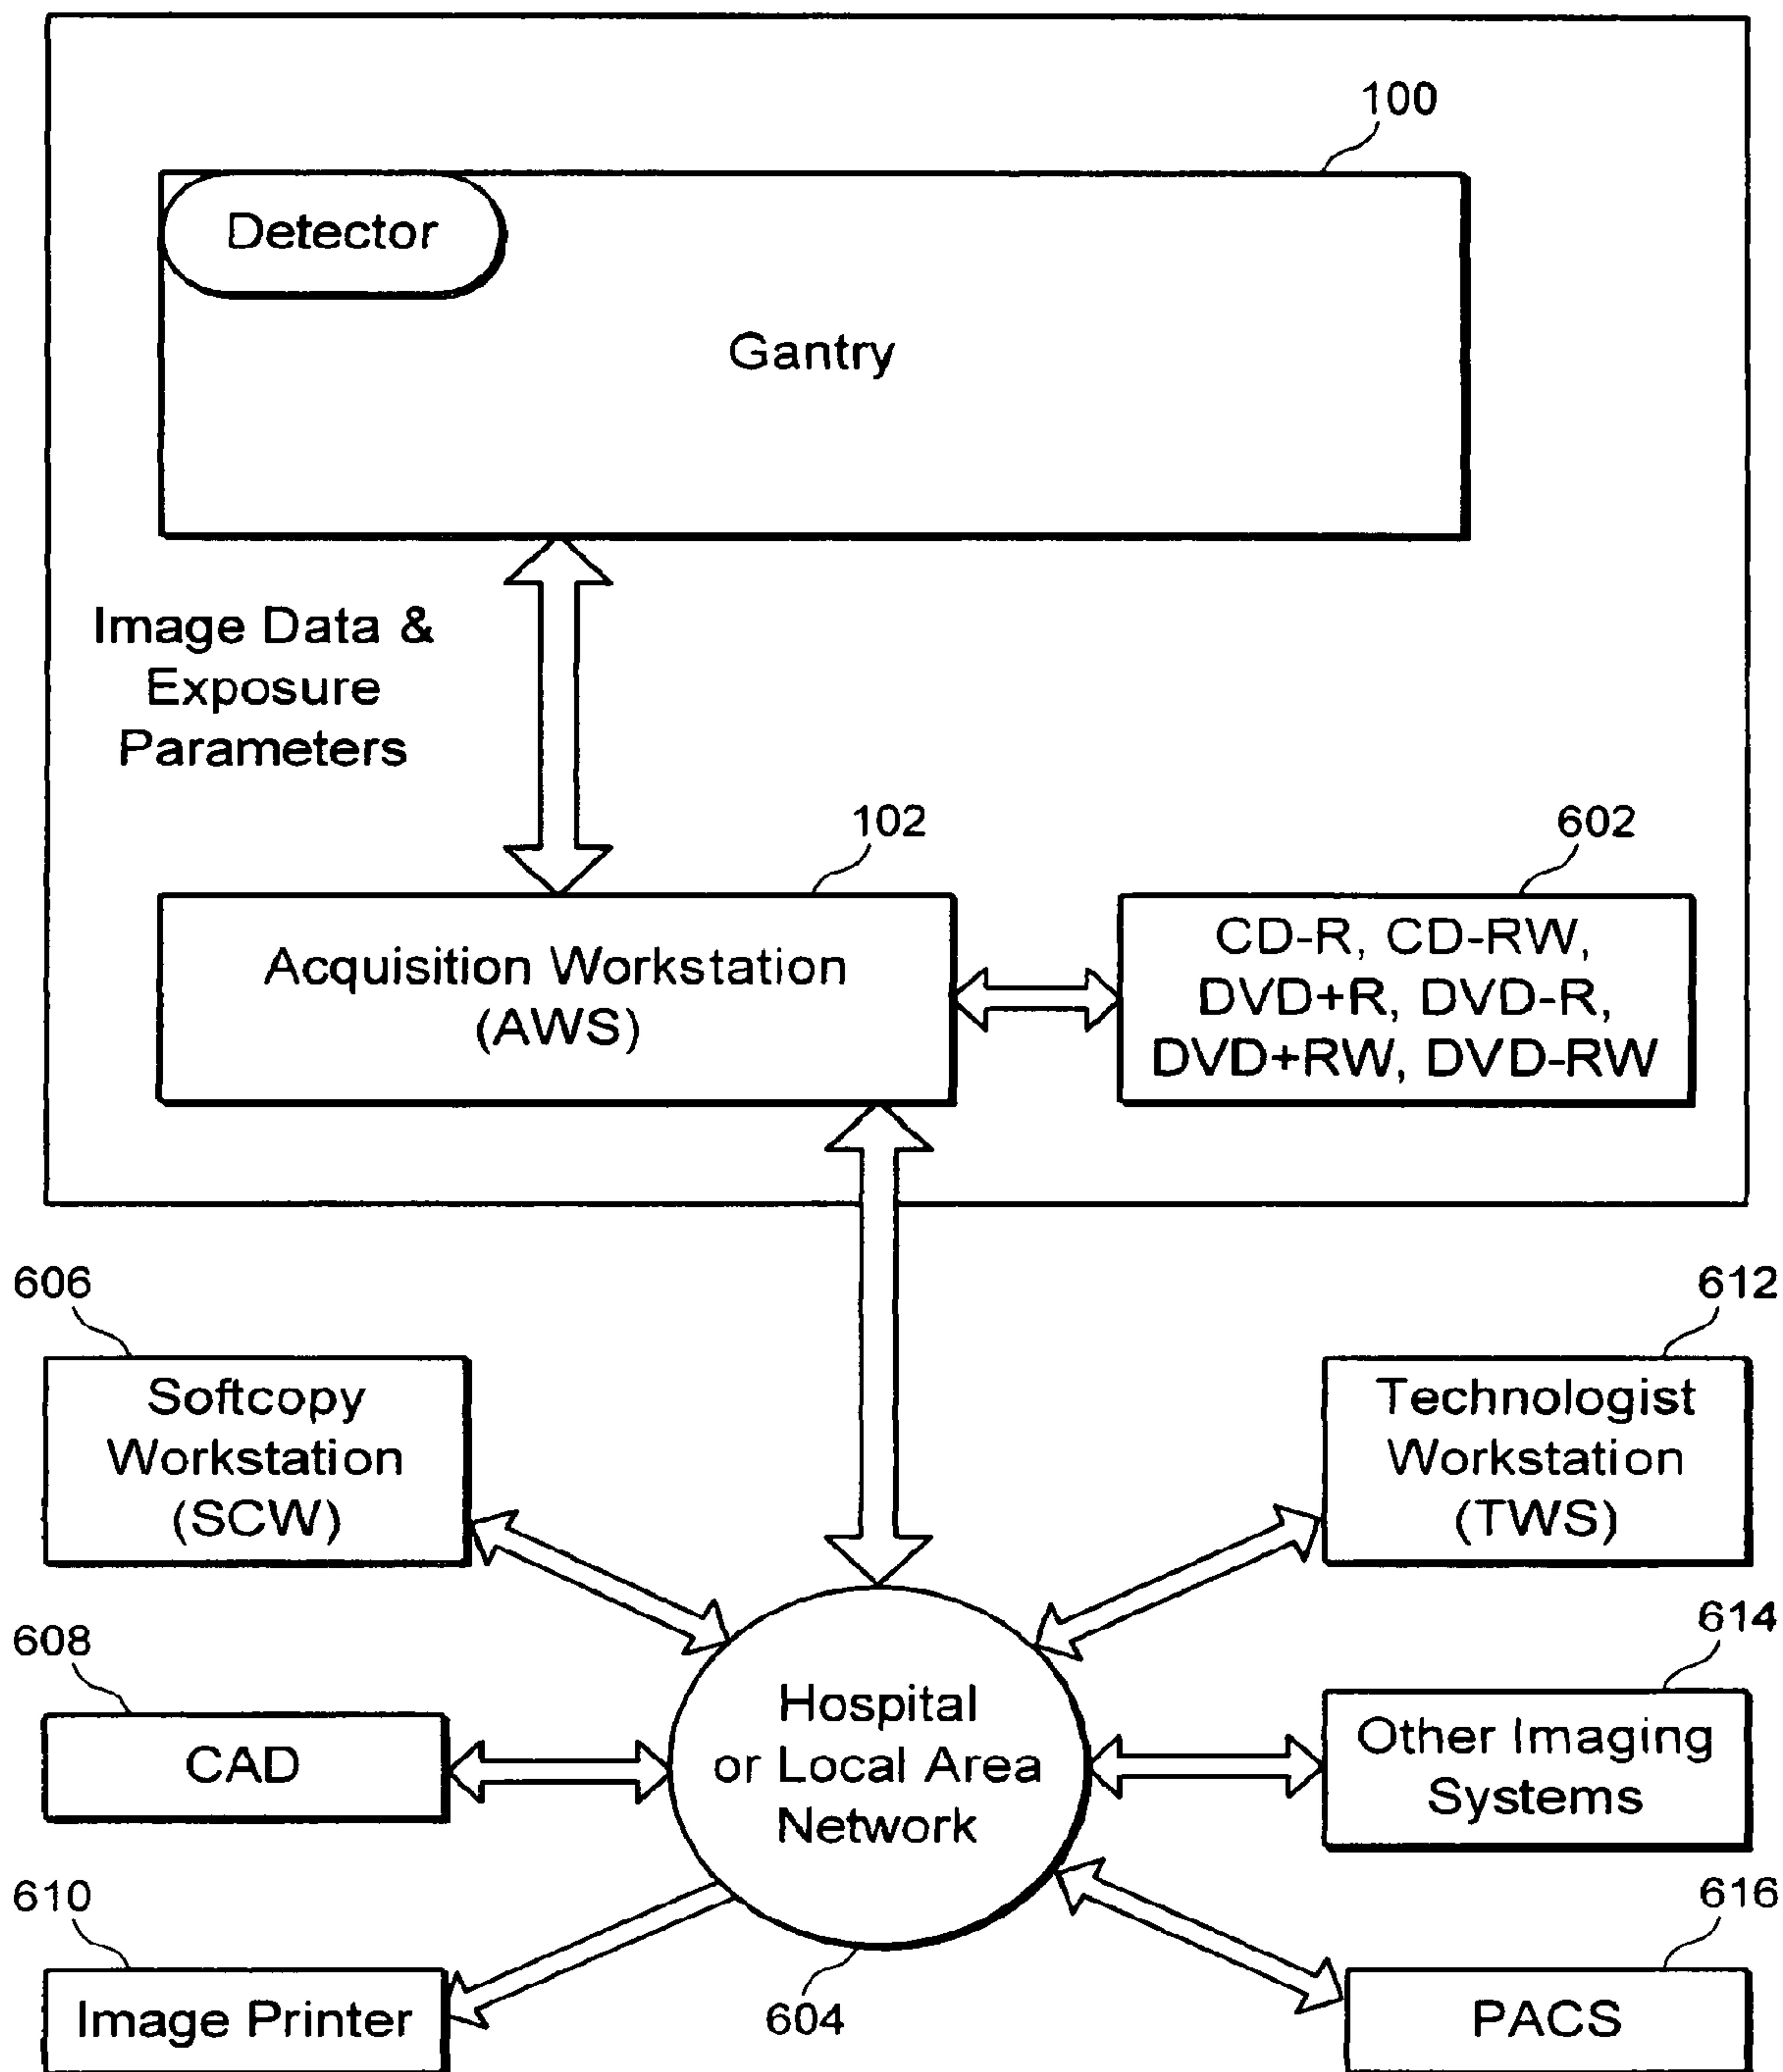 100
Detector
Gantry
Image Data &
Exposure
Parameters
102
602
Acquisition Workstation
(AWS)
CD-R, CD-RW,
DVD+R, DVD-R,
DVD+RW, DVD-RW
606
612
Softcopy
Workstation
(SCW)
Technologist
Workstation
(TWS)
608
614
CAD
Hospital
or Local Area
Network
Other Imaging
Systems
610
616
Image Printer
604
PACS